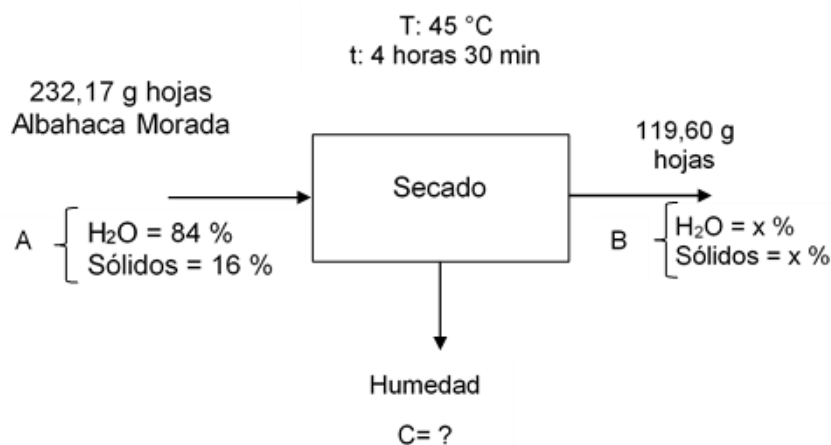 T: 45 °C
t: 4 horas 30 min
232,17 g hojas
Albahaca Morada
119,60 g
hojas
Secado
A
H₂O = 84 %
Sólidos = 16 %
B
H₂O = x %
Sólidos = x %
Humedad
C= ?